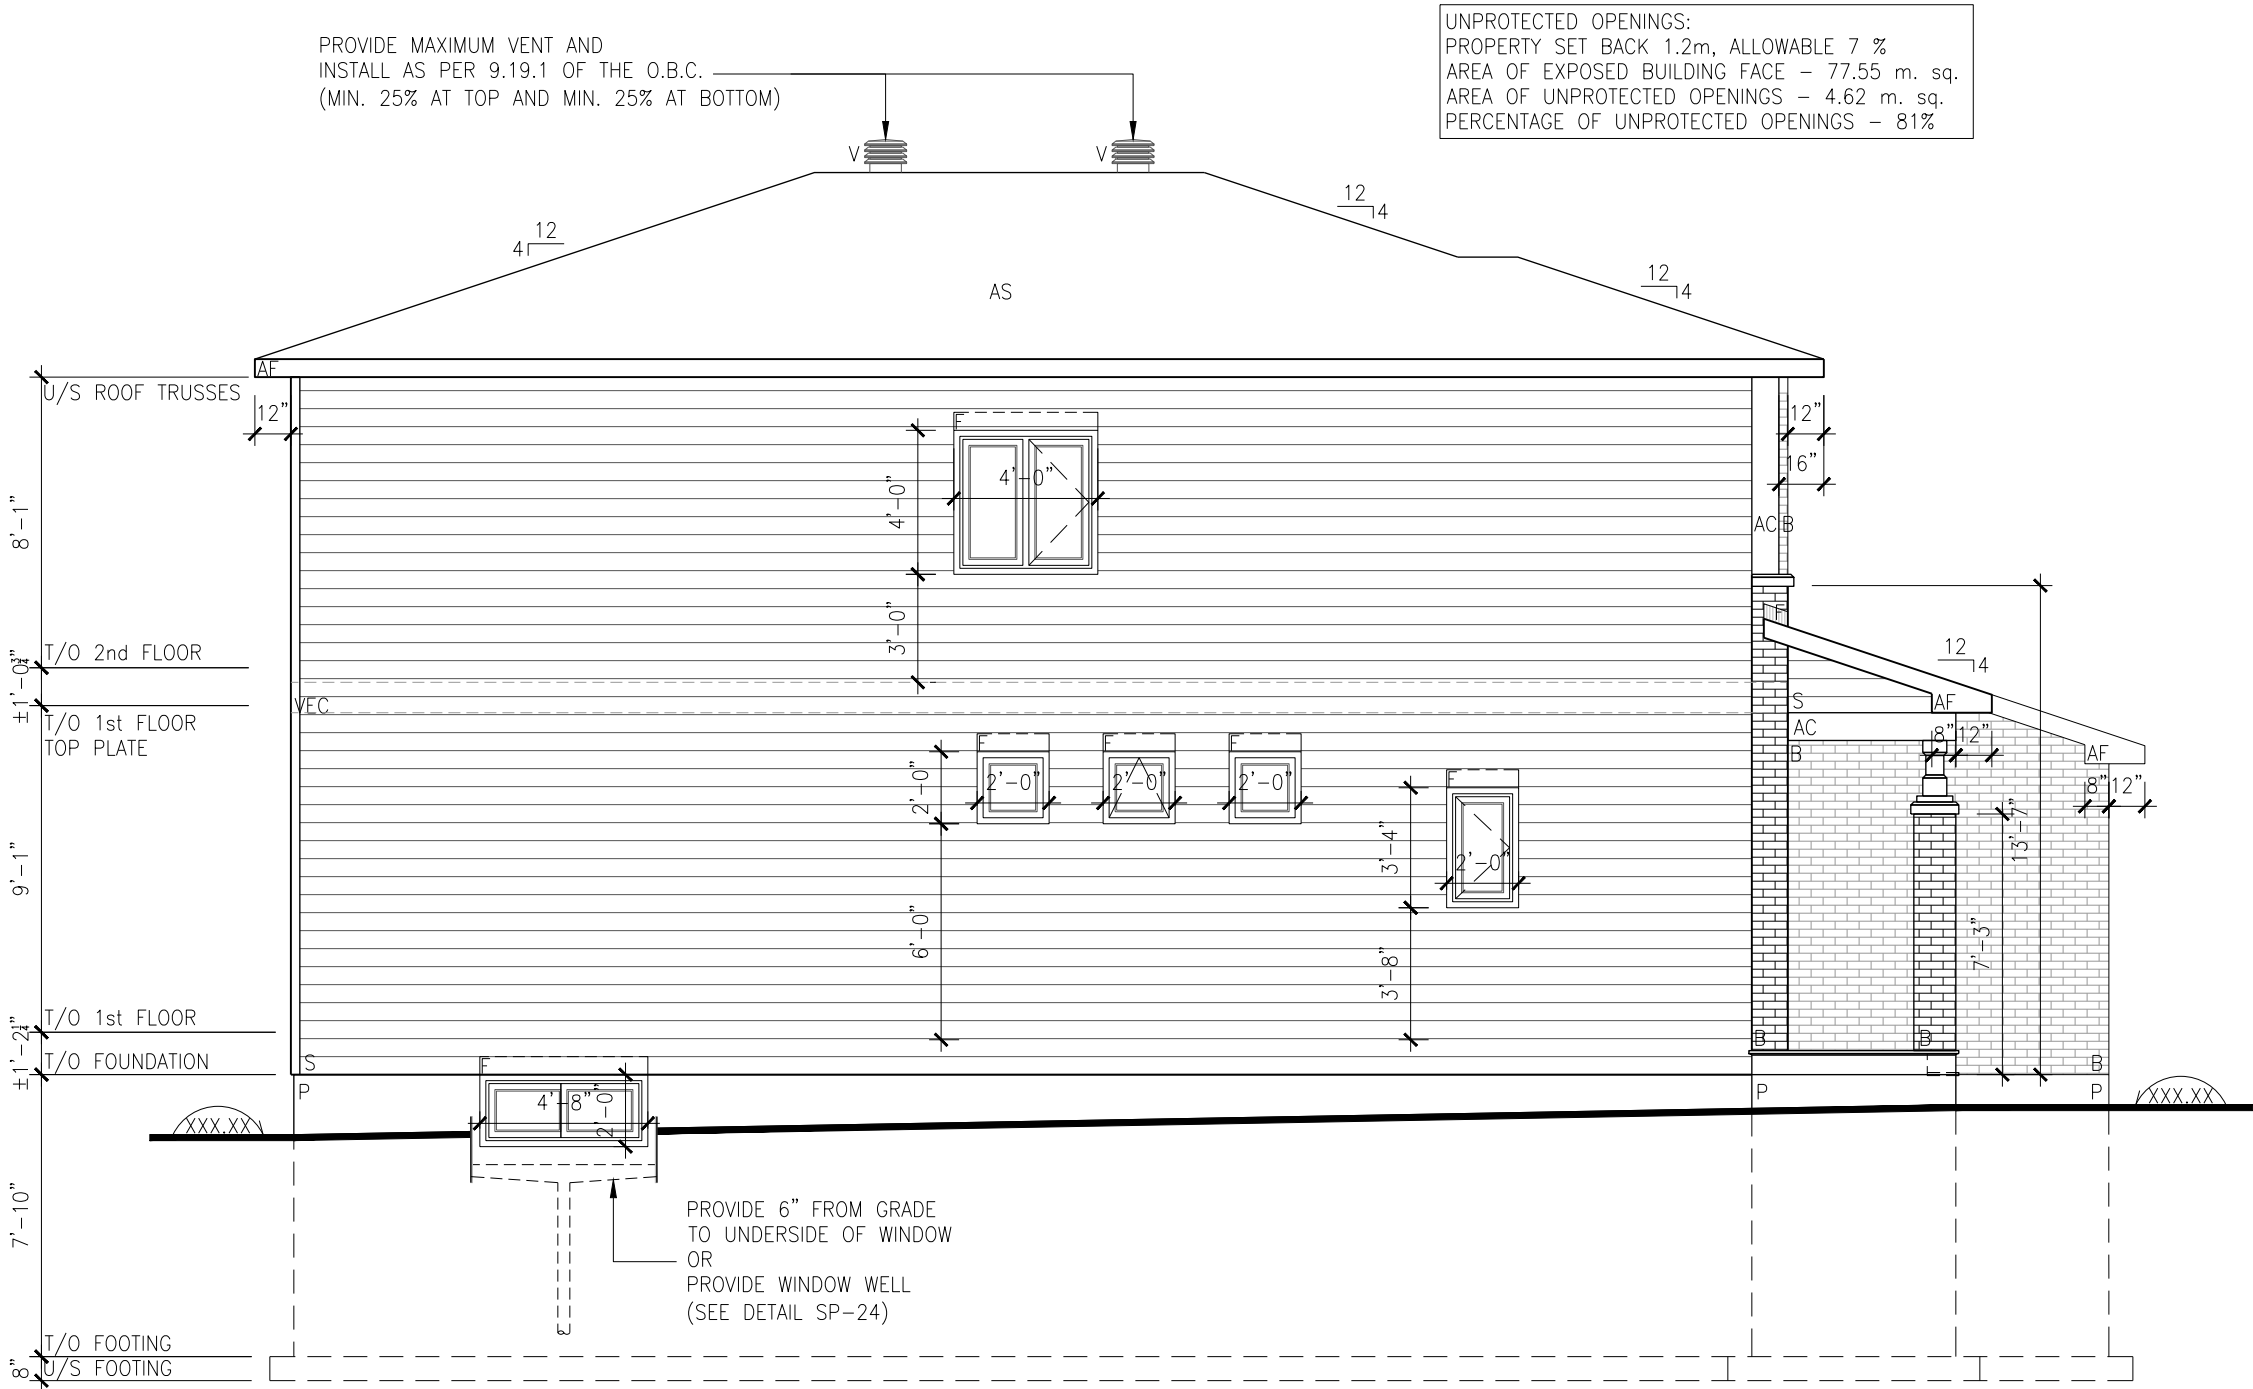 PROVIDE MAXIMUM VENT AND
INSTALL AS PER 9.19.1 OF THE O.B.C.
(MIN. 25% AT TOP AND MIN. 25% AT BOTTOM)
UNPROTECTED OPENINGS:
PROPERTY SET BACK 1.2m, ALLOWABLE 7 %
AREA OF EXPOSED BUILDING FACE - 77.55 m. sq.
AREA OF UNPROTECTED OPENINGS - 4.62 m. sq.
PERCENTAGE OF UNPROTECTED OPENINGS - 81%
V
V
12
4
12
4
12
4
AS
AF
U/S ROOF TRUSSES
12"
12"
16"
F
4'-0"
4'-0"
3'-0"
AC B
8'-1"
F
T/O 2nd FLOOR
±1'-0¾"
12
4
VEC
S
AF
T/O 1st FLOOR
TOP PLATE
AC
B
8" 12"
AF
8" 12"
F
F
F
2'-0"
2'-0"
2'-0"
2'-0"
F
3'-4"
2'-0"
13'-7"
9'-1"
6'-0"
3'-8"
7'-3"
T/O 1st FLOOR
±1'-2¼"
T/O FOUNDATION
S
F
B
B
B
P
4'-8"
2'-0"
P
P
XXX.XX
XXX.XX
7'-10"
PROVIDE 6" FROM GRADE
TO UNDERSIDE OF WINDOW
OR
PROVIDE WINDOW WELL
(SEE DETAIL SP-24)
T/O FOOTING
8"
U/S FOOTING